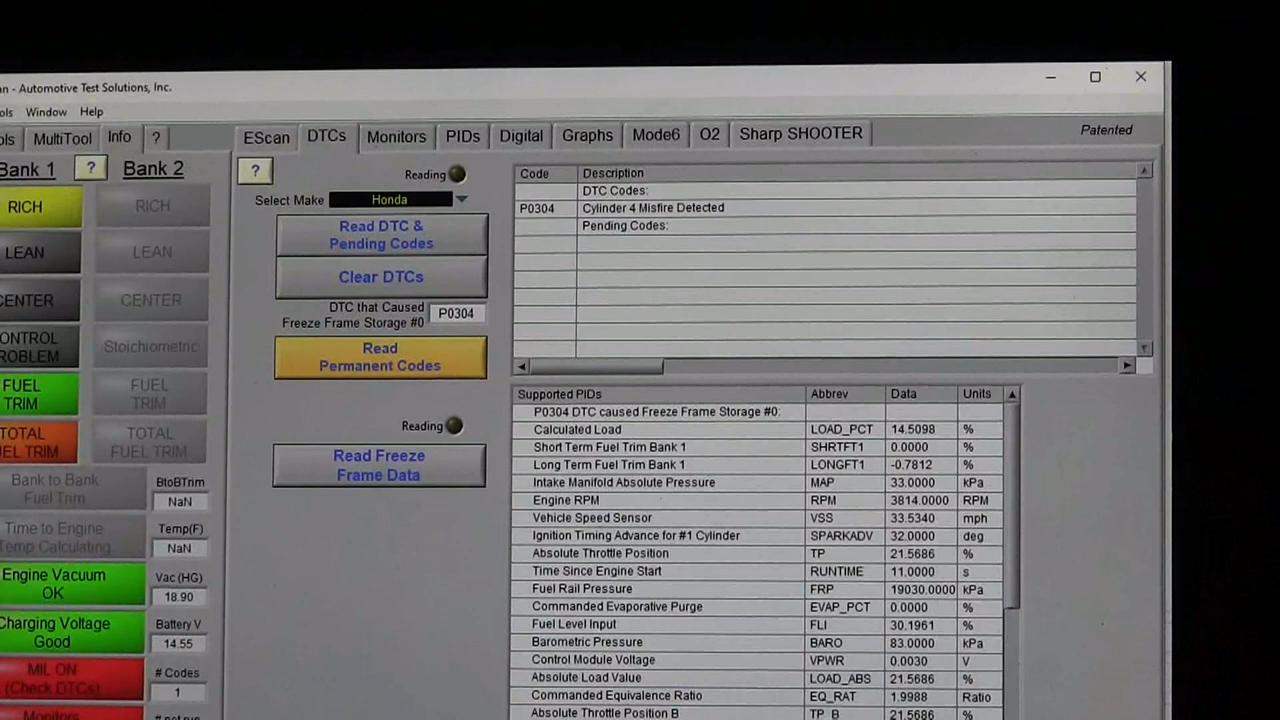 an - Automotive Test Solutions, Inc.
ols Window Help
ols MultiTool Info ?
EScan DTCs Monitors PIDs Digital Graphs Mode6 O2 Sharp SHOOTER Patented
Bank 1 ? Bank 2
RICH RICH
LEAN LEAN
CENTER CENTER
ONTROL
ROBLEM
Stoichiometric
FUEL
TRIM
FUEL
TRIM
TOTAL
UEL TRIM
TOTAL
FUEL TRIM
Bank to Bank
Fuel Trim
BtoBTrim
NaN
Time to Engine
Temp Calculating
Temp(F)
NaN
Engine Vacuum
OK
Vac (HG)
18.90
Charging Voltage
Good
Battery V
14.55
MIL ON
(Check DTCs)
# Codes
1
Monitors
# not run
?
Reading
Select Make Honda
Read DTC &
Pending Codes
Clear DTCs
DTC that Caused
Freeze Frame Storage #0
P0304
Read
Permanent Codes
Reading
Read Freeze
Frame Data
Code Description
DTC Codes:
P0304 Cylinder 4 Misfire Detected
Pending Codes:
Supported PIDs Abbrev Data Units
P0304 DTC caused Freeze Frame Storage #0:
Calculated Load LOAD_PCT 14.5098 %
Short Term Fuel Trim Bank 1 SHRTFT1 0.0000 %
Long Term Fuel Trim Bank 1 LONGFT1 -0.7812 %
Intake Manifold Absolute Pressure MAP 33.0000 kPa
Engine RPM RPM 3814.0000 RPM
Vehicle Speed Sensor VSS 33.5340 mph
Ignition Timing Advance for #1 Cylinder SPARKADV 32.0000 deg
Absolute Throttle Position TP 21.5686 %
Time Since Engine Start RUNTIME 11.0000 s
Fuel Rail Pressure FRP 19030.0000 kPa
Commanded Evaporative Purge EVAP_PCT 0.0000 %
Fuel Level Input FLI 30.1961 %
Barometric Pressure BARO 83.0000 kPa
Control Module Voltage VPWR 0.0030 V
Absolute Load Value LOAD_ABS 21.5686 %
Commanded Equivalence Ratio EQ_RAT 1.9988 Ratio
Absolute Throttle Position B TP_B 21.5686 %